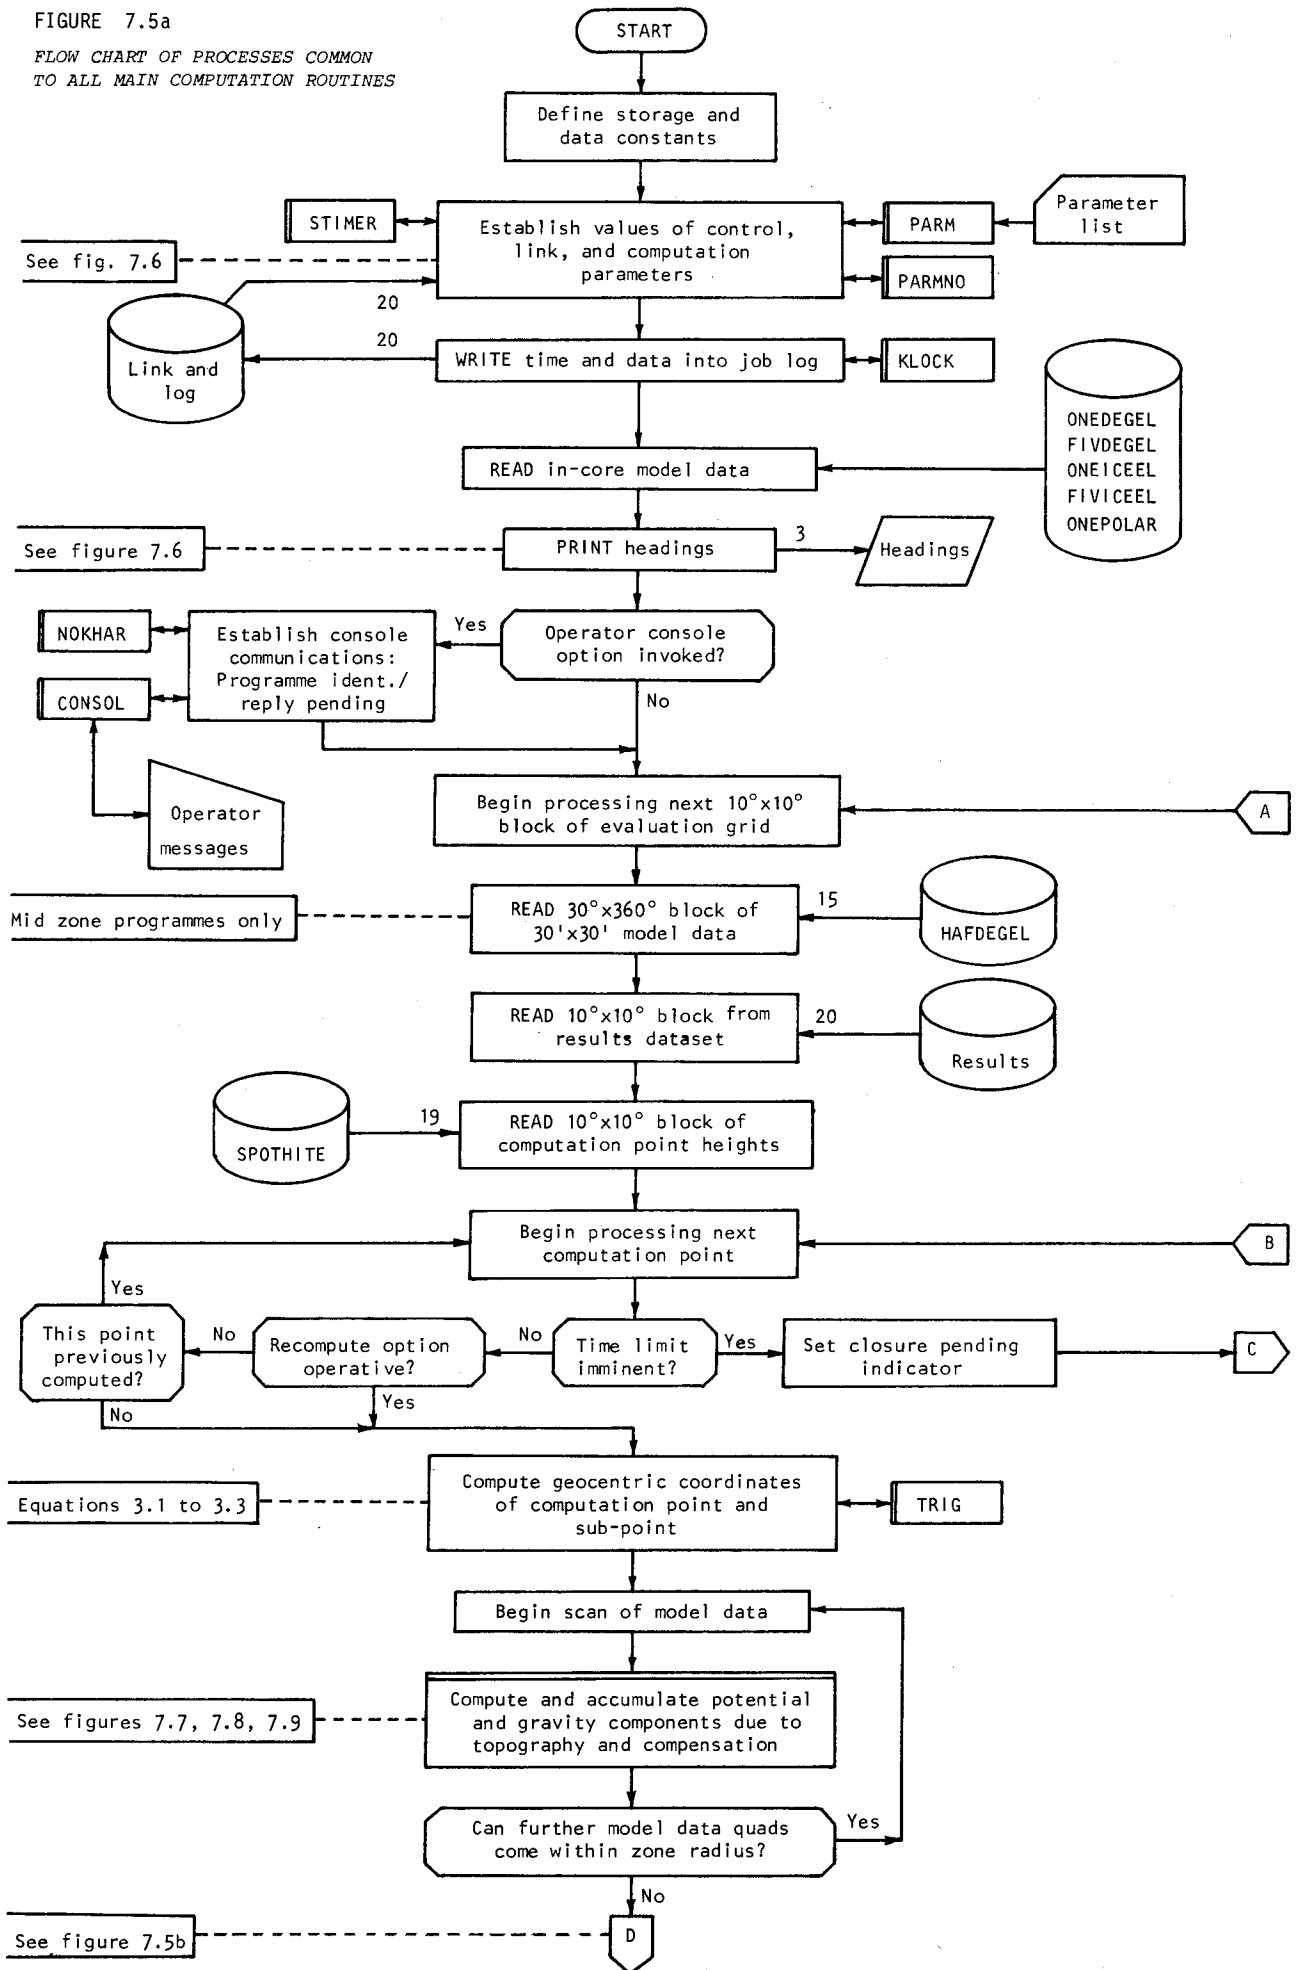 FIGURE 7.5a
FLOW CHART OF PROCESSES COMMON
TO ALL MAIN COMPUTATION ROUTINES
START
Define storage and
data constants
STIMER
Establish values of control,
link, and computation
parameters
PARM
Parameter
list
PARMNO
See fig. 7.6
20
20
Link and
log
WRITE time and data into job log
KLOCK
ONEDEGEL
FIVDEGEL
ONEICEEL
FIVICEEL
ONEPOLAR
READ in-core model data
See figure 7.6
PRINT headings
3
Headings
NOKHAR
CONSOL
Establish console
communications:
Programme ident./
reply pending
Yes
Operator console
option invoked?
No
Operator
messages
Begin processing next 10°x10°
block of evaluation grid
A
Mid zone programmes only
READ 30°x360° block of
30'x30' model data
15
HAFDEGEL
READ 10°x10° block from
results dataset
20
Results
SPOTHITE
19
READ 10°x10° block of
computation point heights
Begin processing next
computation point
B
Yes
This point
previously
computed?
No
Recompute option
operative?
No
Time limit
imminent?
Yes
Set closure pending
indicator
C
No
Yes
Equations 3.1 to 3.3
Compute geocentric coordinates
of computation point and
sub-point
TRIG
Begin scan of model data
See figures 7.7, 7.8, 7.9
Compute and accumulate potential
and gravity components due to
topography and compensation
Can further model data quads
come within zone radius?
Yes
No
See figure 7.5b
D